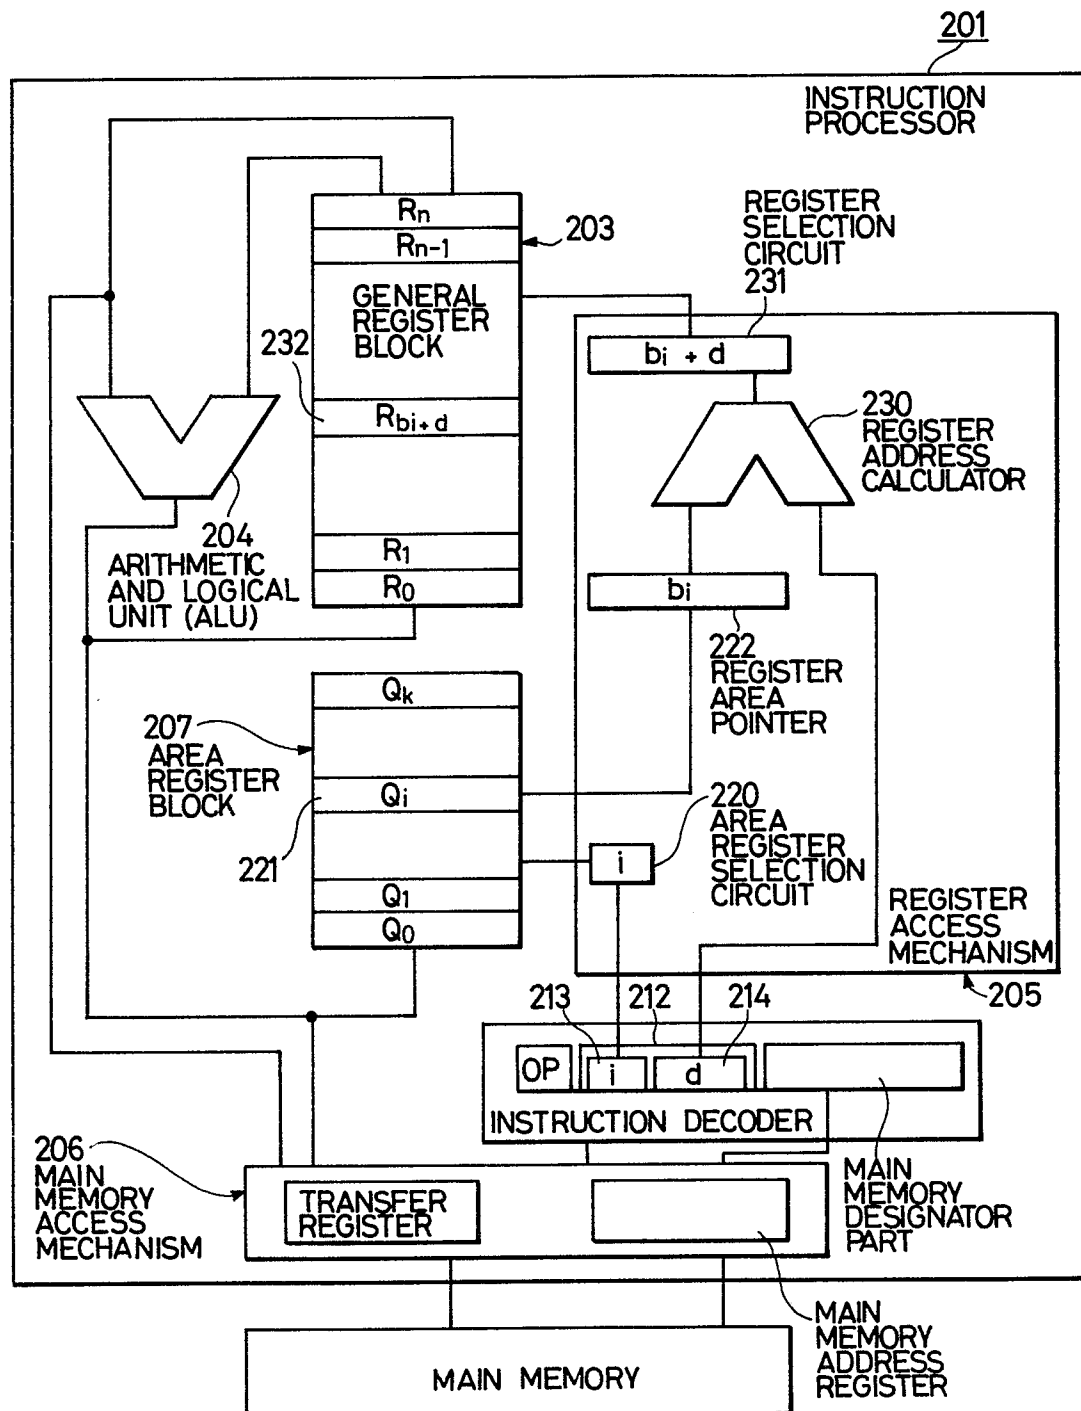 201
INSTRUCTION
PROCESSOR
Rn
Rn-1
203
GENERAL
REGISTER
BLOCK
232
Rbi+d
R1
R0
204
ARITHMETIC
AND LOGICAL
UNIT (ALU)
REGISTER
SELECTION
CIRCUIT
231
bi + d
230
REGISTER
ADDRESS
CALCULATOR
bi
222
REGISTER
AREA
POINTER
207
AREA
REGISTER
BLOCK
Qk
Qi
221
Q1
Q0
220
AREA
REGISTER
SELECTION
CIRCUIT
i
REGISTER
ACCESS
MECHANISM
205
213
212
214
OP
i
d
INSTRUCTION DECODER
206
MAIN
MEMORY
ACCESS
MECHANISM
TRANSFER
REGISTER
MAIN
MEMORY
DESIGNATOR
PART
MAIN
MEMORY
ADDRESS
REGISTER
MAIN MEMORY